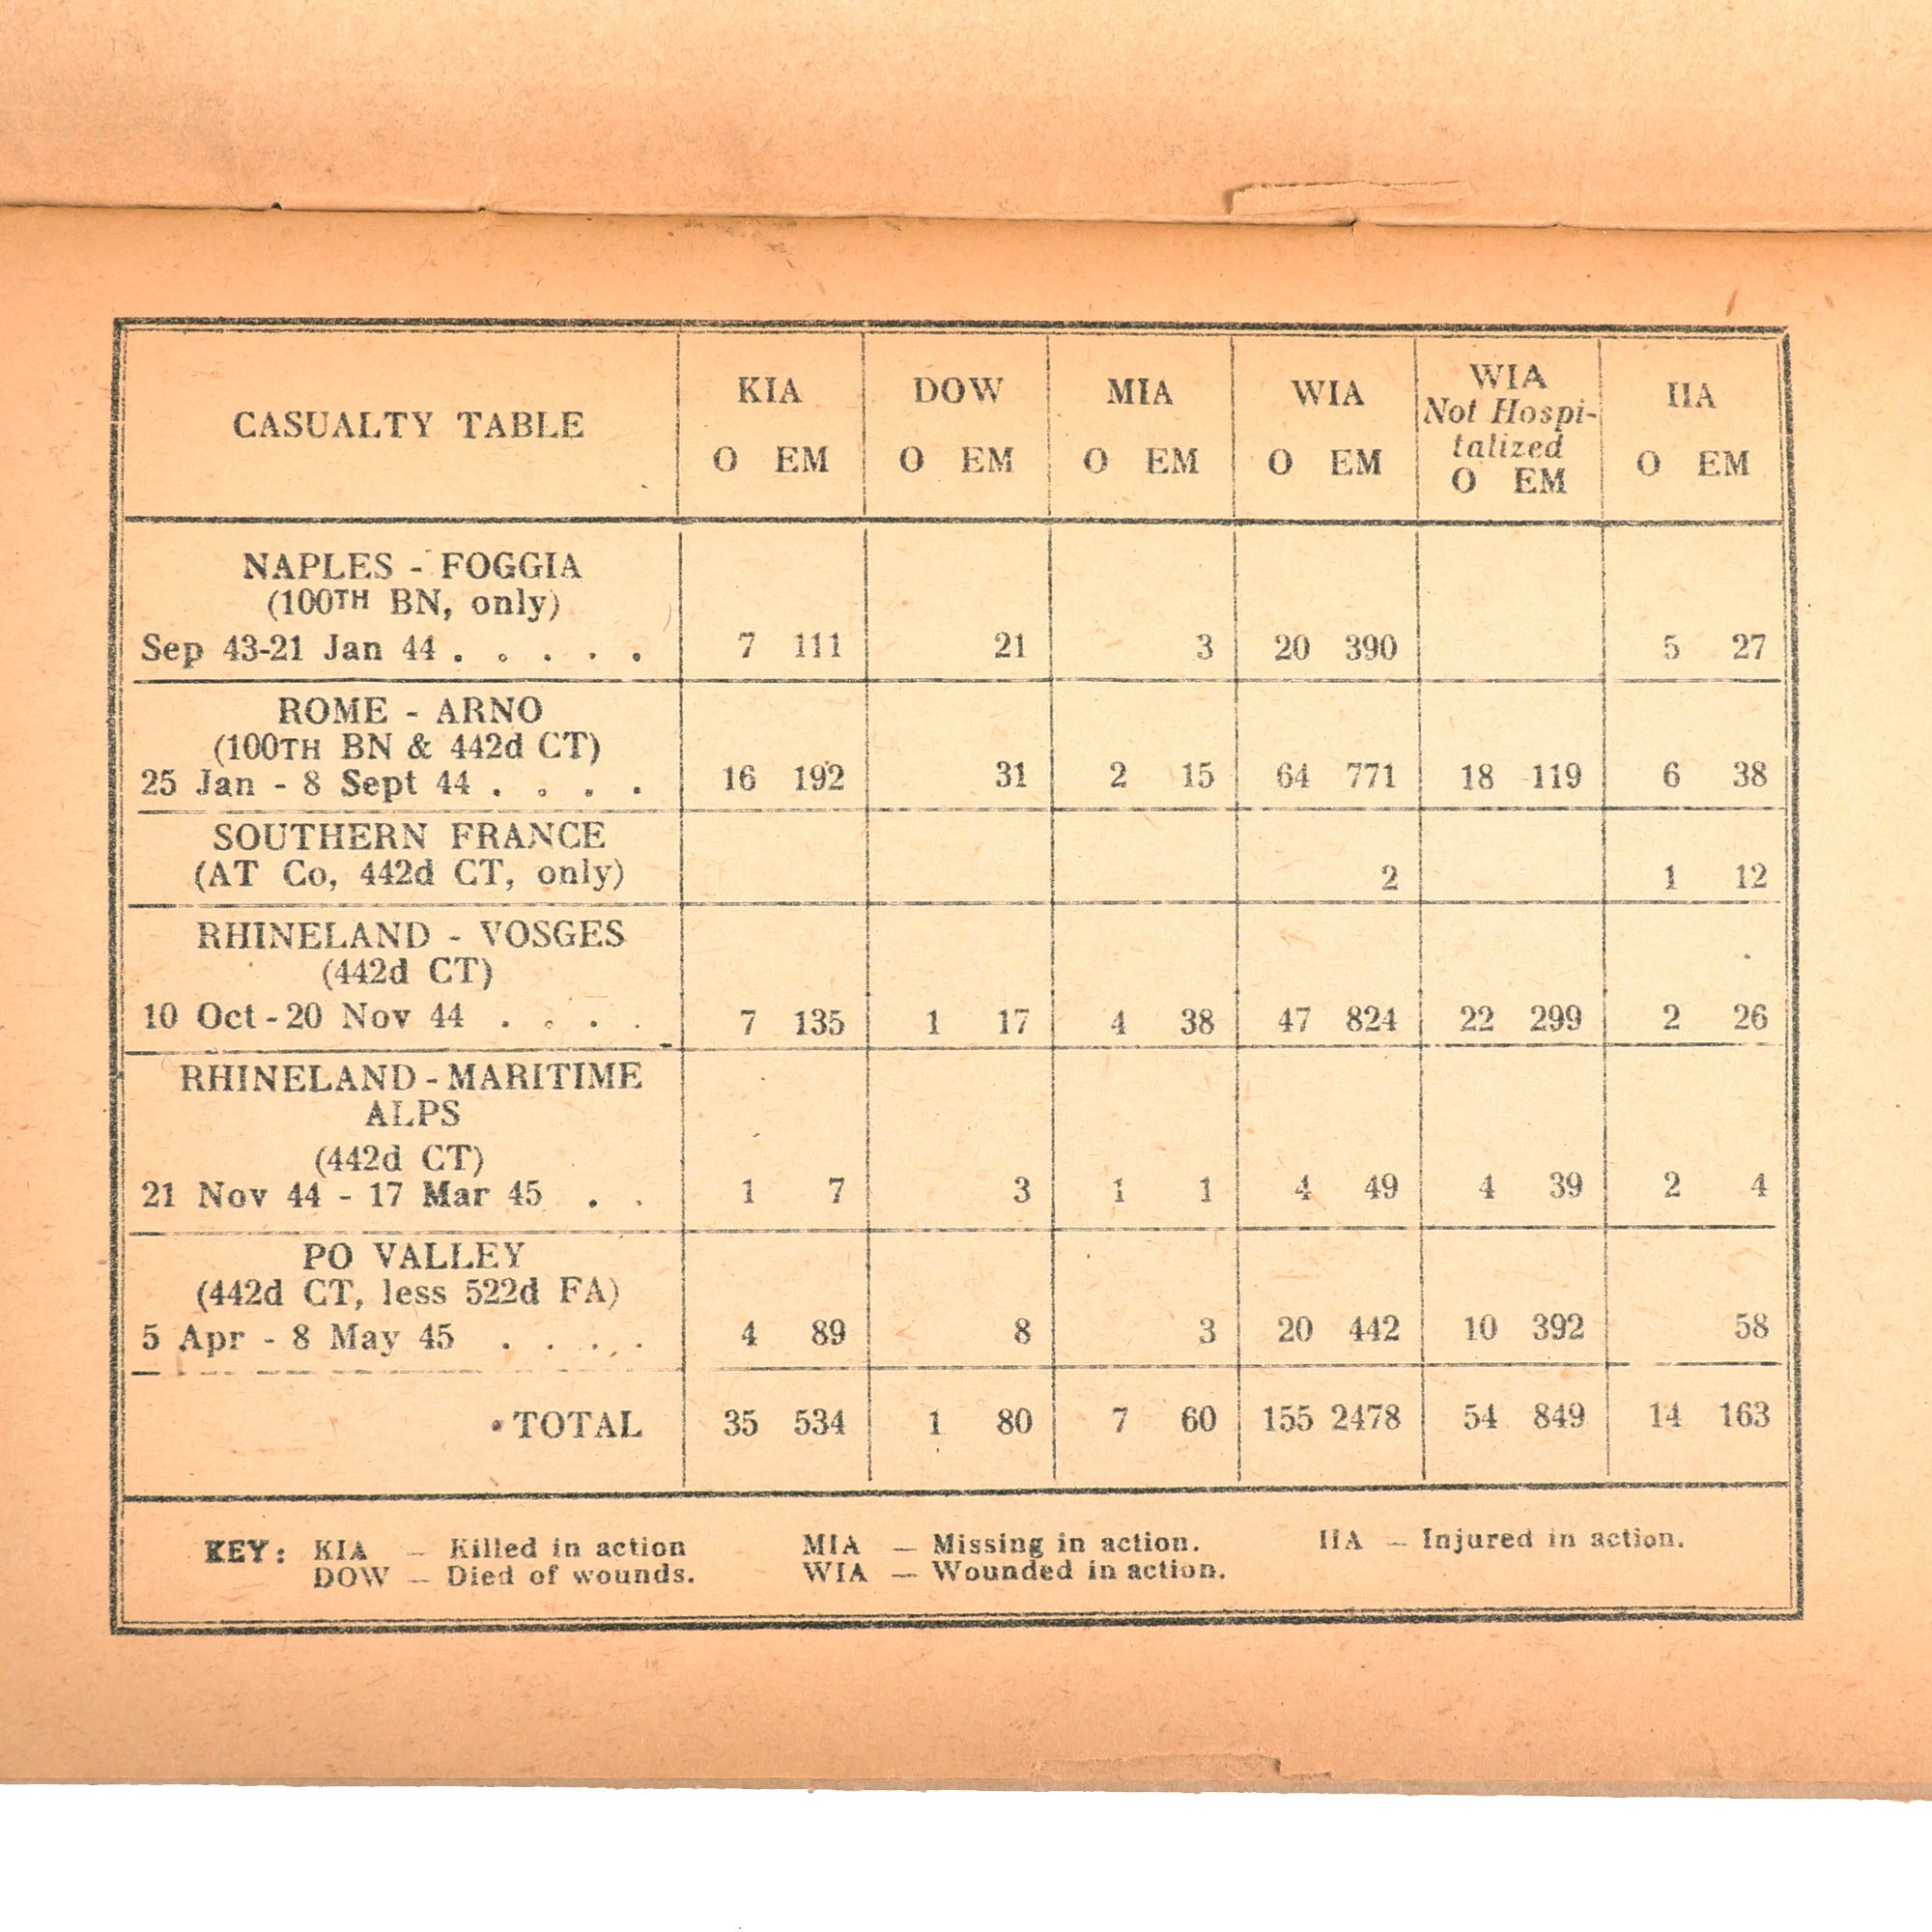 CASUALTY TABLE
KIA DOW MIA WIA WIA Not Hospi-talized IIA
O EM O EM O EM O EM O EM O EM
NAPLES - FOGGIA
(100TH BN, only)
Sep 43-21 Jan 44 . . . . . 7 111 21 3 20 390 5 27
ROME - ARNO
(100TH BN & 442d CT)
25 Jan - 8 Sept 44 . . . . 16 192 31 2 15 64 771 18 119 6 38
SOUTHERN FRANCE
(AT Co, 442d CT, only) 2 1 12
RHINELAND - VOSGES
(442d CT)
10 Oct - 20 Nov 44 . . . . 7 135 1 17 4 38 47 824 22 299 2 26
RHINELAND - MARITIME
ALPS
(442d CT)
21 Nov 44 - 17 Mar 45 . . 1 7 3 1 1 4 49 4 39 2 4
PO VALLEY
(442d CT, less 522d FA)
5 Apr - 8 May 45 . . . . 4 89 8 3 20 442 10 392 58
TOTAL 35 534 1 80 7 60 155 2478 54 849 14 163
KEY: KIA — Killed in action MIA — Missing in action. IIA — Injured in action.
DOW — Died of wounds. WIA — Wounded in action.